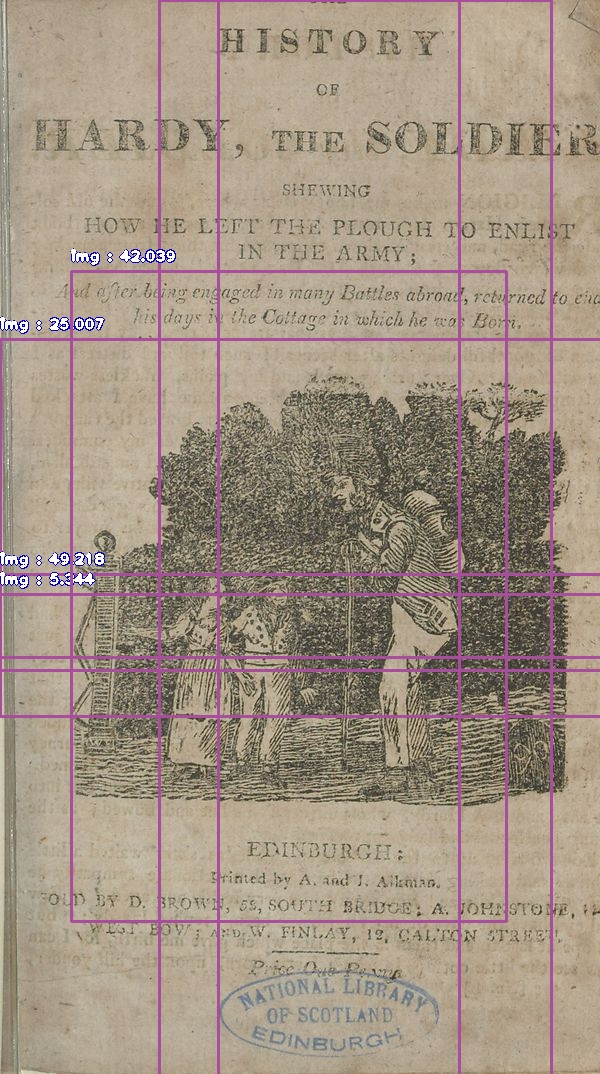 THE
HISTORY
OF
HARDY, THE SOLDIER
SHEWING
HOW HE LEFT THE PLOUGH TO ENLIST
IN THE ARMY;
And after being engaged in many Battles abroad, returned to end
his days in the Cottage in which he was Born.
Img : 42.039
Img : 25.007
Img : 49.218
Img : 5.344
EDINBURGH:
Printed by A. and J. Aikman.
SOLD BY D. BROWN, 53, SOUTH BRIDGE; A. JOHNSTONE,
WEST BOW; AND W. FINLAY, 12, CALTON STREET.
Price One Penny
NATIONAL LIBRARY
OF SCOTLAND
EDINBURGH